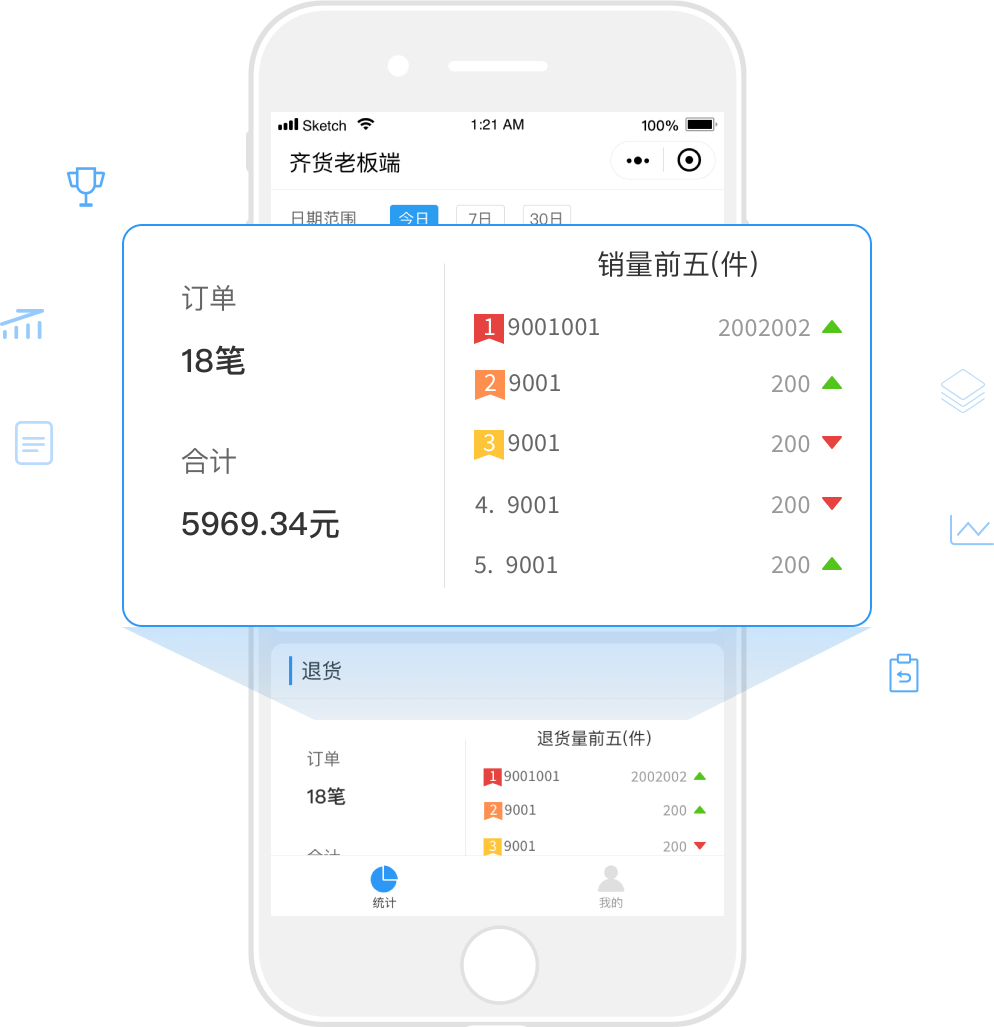 Sketch 1:21 AM 100%
齐货老板端
日期范围 今日 7日 30日
销量前五(件)
订单
18笔
合计
5969.34元
1 9001001 2002002
2 9001 200
3 9001 200
4. 9001 200
5. 9001 200
退货
退货量前五(件)
订单
18笔
合计
1 9001001 2002002
2 9001 200
3 9001 200
统计 我的